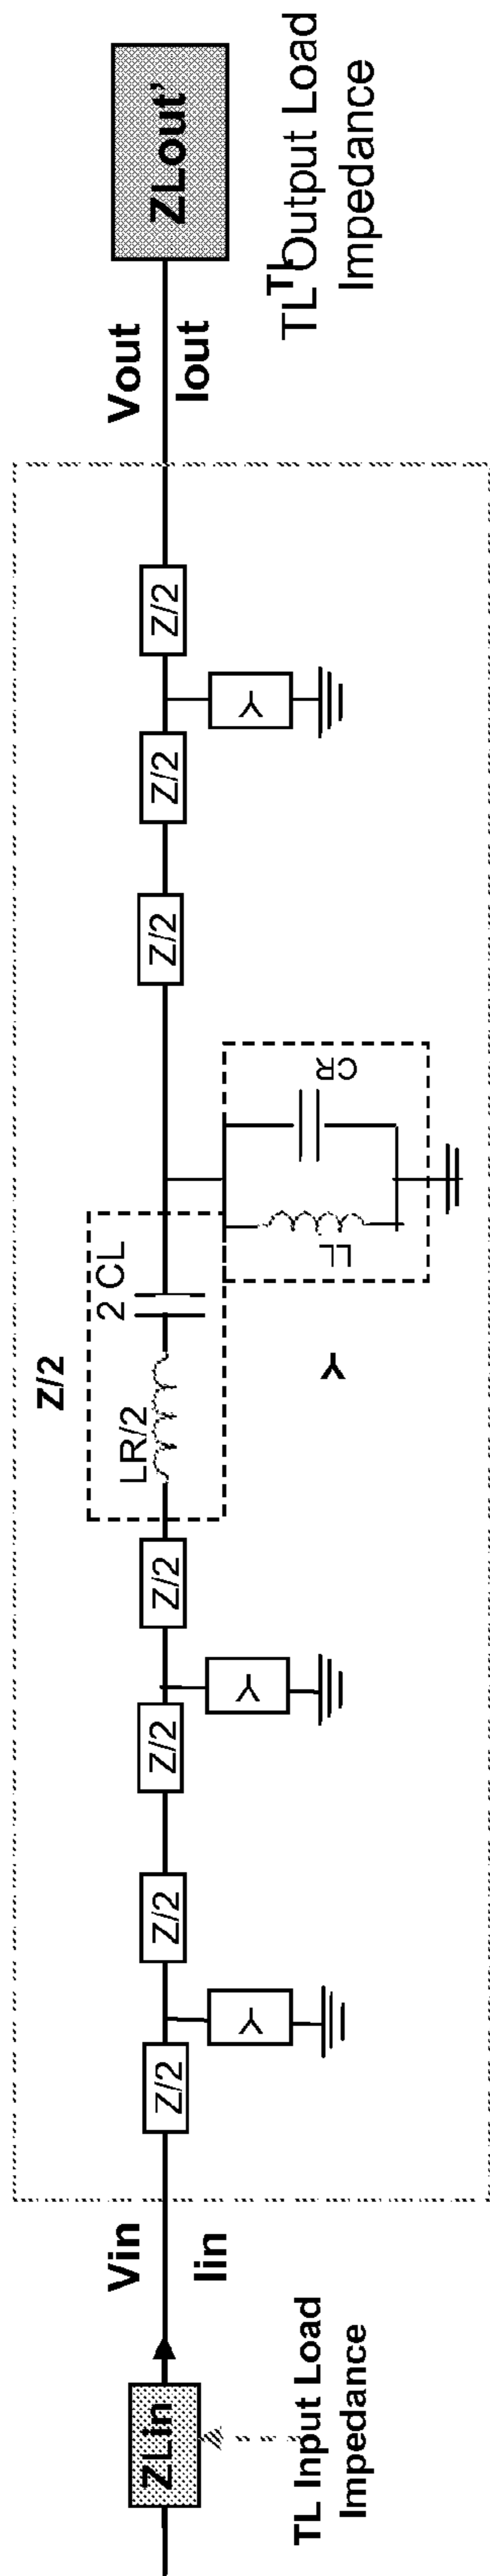 ZLin
TL Input Load
Impedance
Vin
Iin
Z/2
Y
Z/2
Z/2
Y
Z/2
Z/2
LR/2
2 CL
Y
LL
CR
Z/2
Z/2
Y
Z/2
Vout
Iout
ZLout'
TL
TL Output Load
Impedance